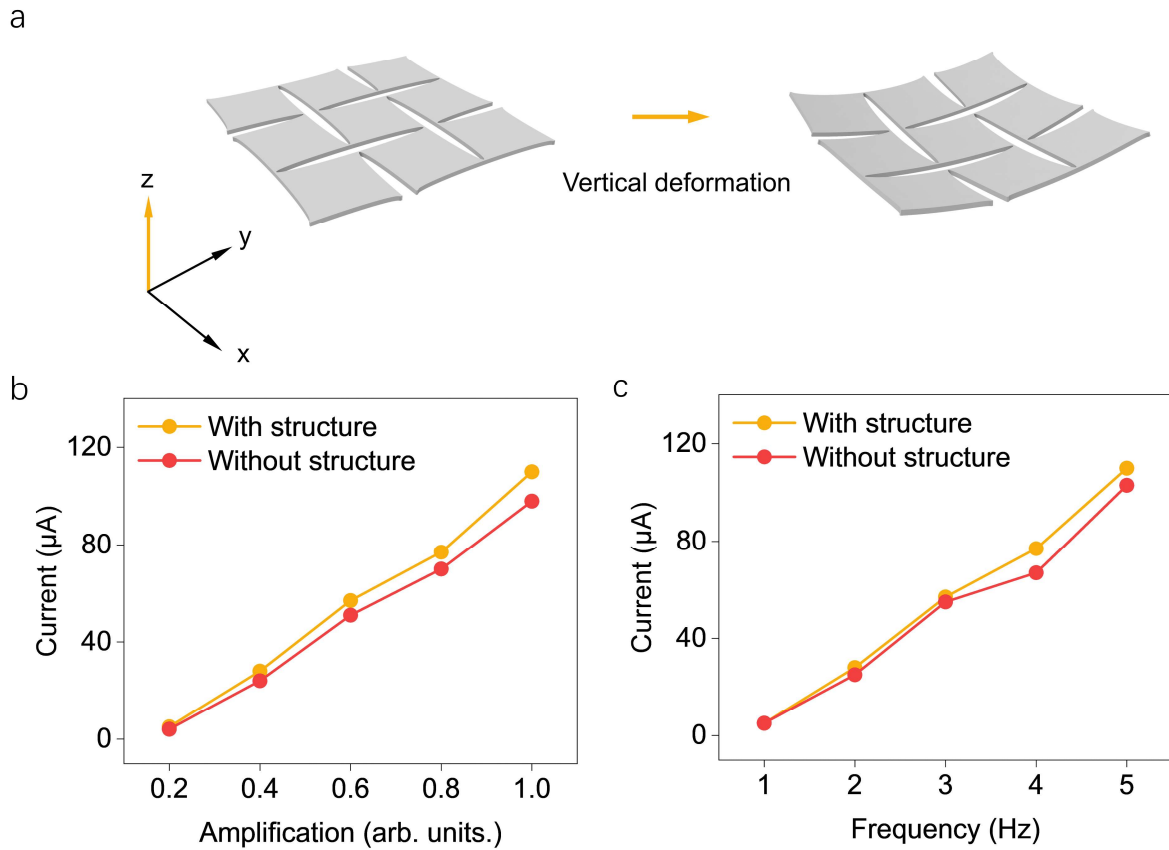 a
Vertical deformation
z
y
x
b
With structure
Without structure
120
80
40
0
Current (µA)
0.2 0.4 0.6 0.8 1.0
Amplification (arb. units.)
c
With structure
Without structure
120
80
40
0
Current (µA)
1 2 3 4 5
Frequency (Hz)